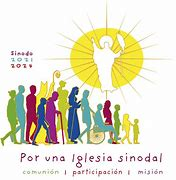 Sínodo
2021
2024
Por una Iglesia sinodal
comunión | participación | misión